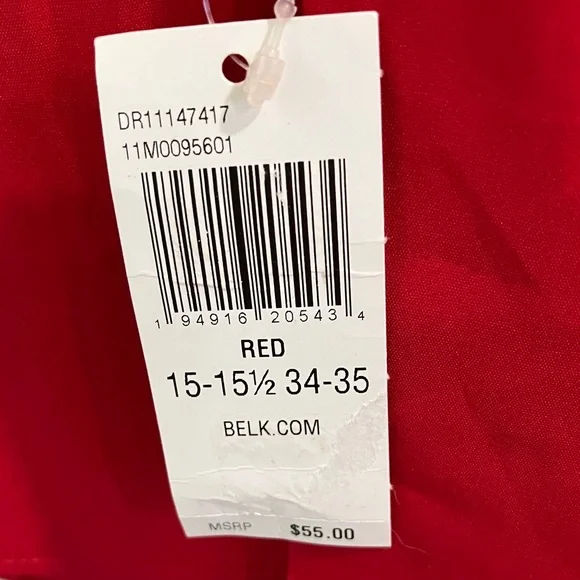 DR11147417
11M0095601
1 94916 20543 4
RED
15-15½ 34-35
BELK.COM
MSRP $55.00